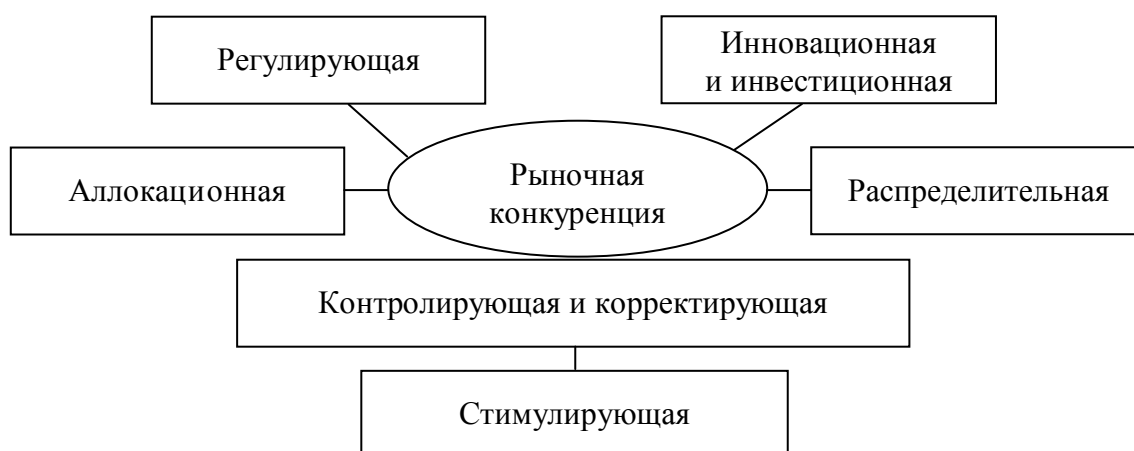 Регулирующая
Инновационная
и инвестиционная
Аллокационная
Рыночная
конкуренция
Распределительная
Контролирующая и корректирующая
Стимулирующая